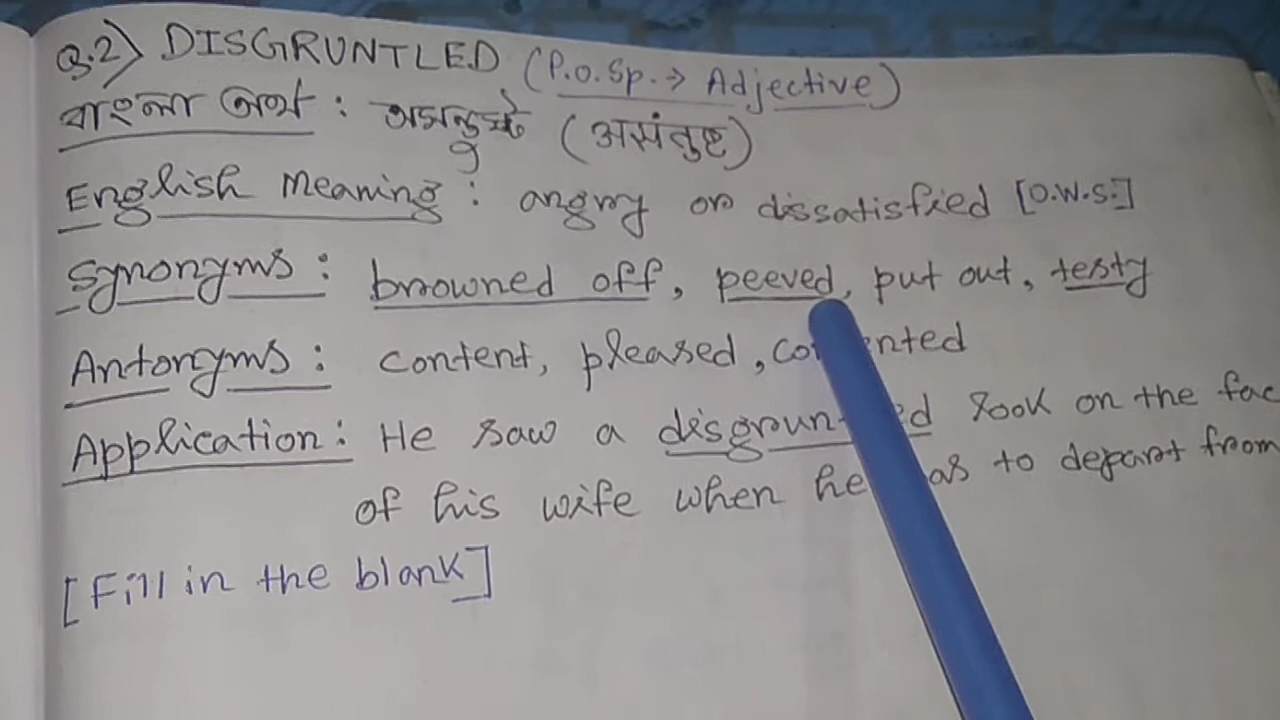 Q.2) DISGRUNTLED (P.O.Sp.→ Adjective)
বাংলা অর্থ : অসন্তুষ্ট (असंतुष्ट)
English Meaning : angry or dissatisfied [O.W.S.]
Synonyms : browned off, peeved, put out, testy
Antonyms : content, pleased,
Application : He saw a look on the
of his wife when he to depart from
[Fill in the blank]